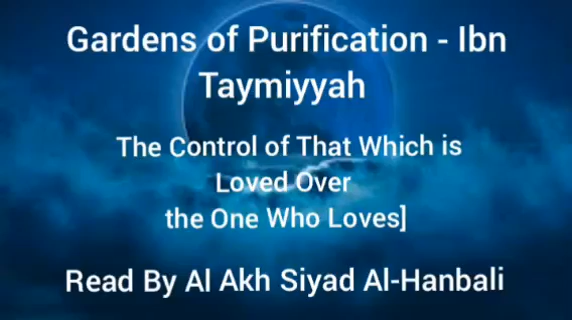 Gardens of Purification - Ibn
Taymiyyah
The Control of That Which is
Loved Over
the One Who Loves]
Read By Al Akh Siyad Al-Hanbali